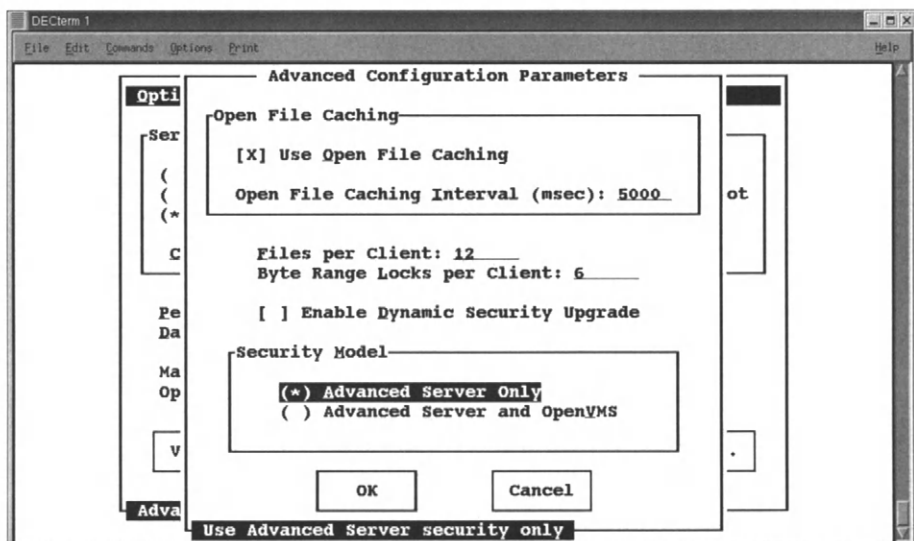 DECterm 1
File Edit Commands Options Print Help
Advanced Configuration Parameters
Opti
Open File Caching
Ser
[X] Use Open File Caching
(
( Open File Caching Interval (msec): 5000 ot
(*
C Files per Client: 12
Byte Range Locks per Client: 6
Pe [ ] Enable Dynamic Security Upgrade
Da
Security Model
Ma
Op (*) Advanced Server Only
( ) Advanced Server and OpenVMS
V .
OK Cancel
Adva
Use Advanced Server security only